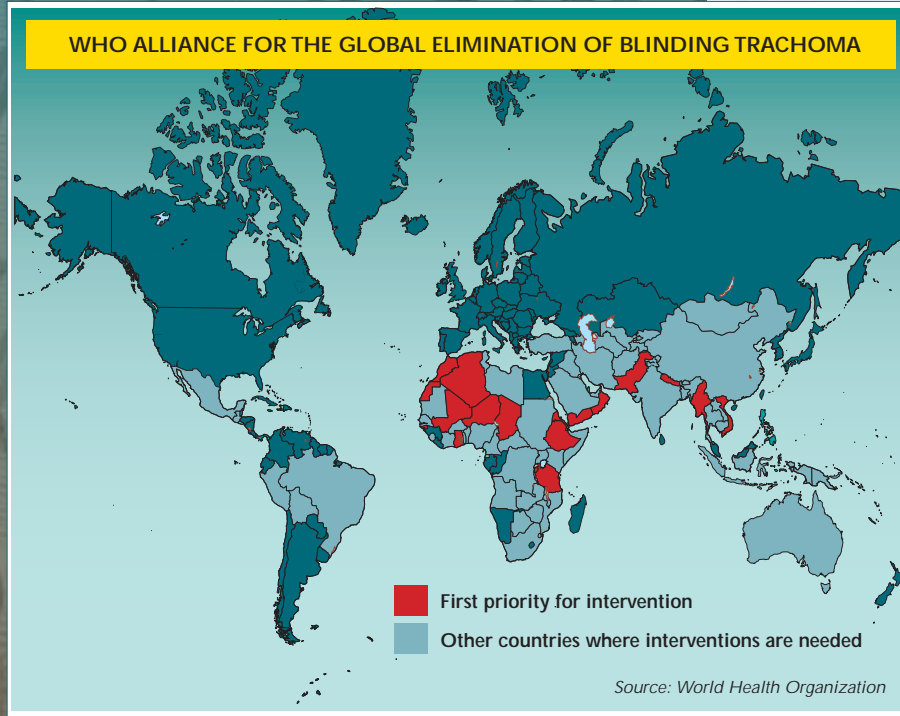 WHO ALLIANCE FOR THE GLOBAL ELIMINATION OF BLINDING TRACHOMA
First priority for intervention
Other countries where interventions are needed
Source: World Health Organization